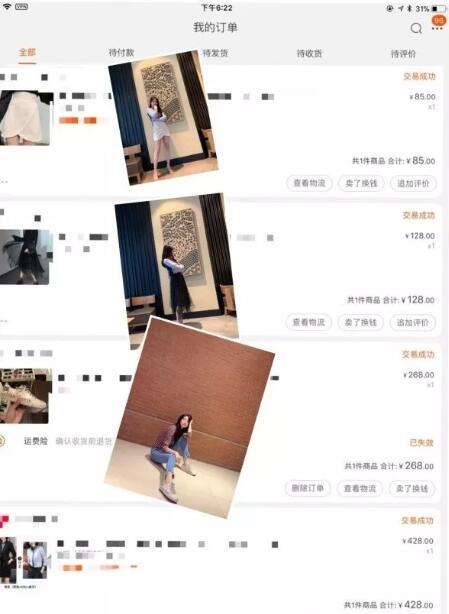 VPN 下午6:22 31%
我的订单
96
全部 待付款 待发货 待收货 待评价
交易成功
¥85.00
x1
共1件商品 合计: ¥85.00
查看物流 卖了换钱 追加评价
交易成功
¥128.00
x1
共1件商品 合计: ¥128.00
查看物流 卖了换钱 追加评价
交易成功
¥268.00
x1
运费险 确认收货前退货 已失效
共1件商品 合计: ¥268.00
删除订单 查看物流 卖了换钱
交易成功
¥428.00
x1
共1件商品 合计: ¥428.00